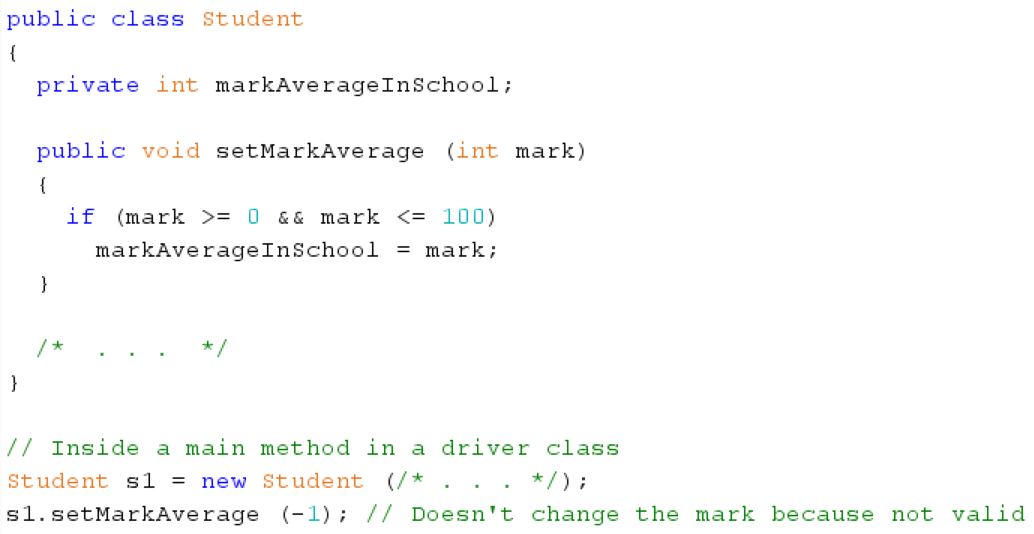 public class Student
{
private int markAverageInSchool;
public void setMarkAverage (int mark)
{
if (mark >= 0 && mark <= 100)
markAverageInSchool = mark;
}
/* . . . */
}
// Inside a main method in a driver class
Student s1 = new Student (/* . . . */);
s1.setMarkAverage (-1); // Doesn't change the mark because not valid